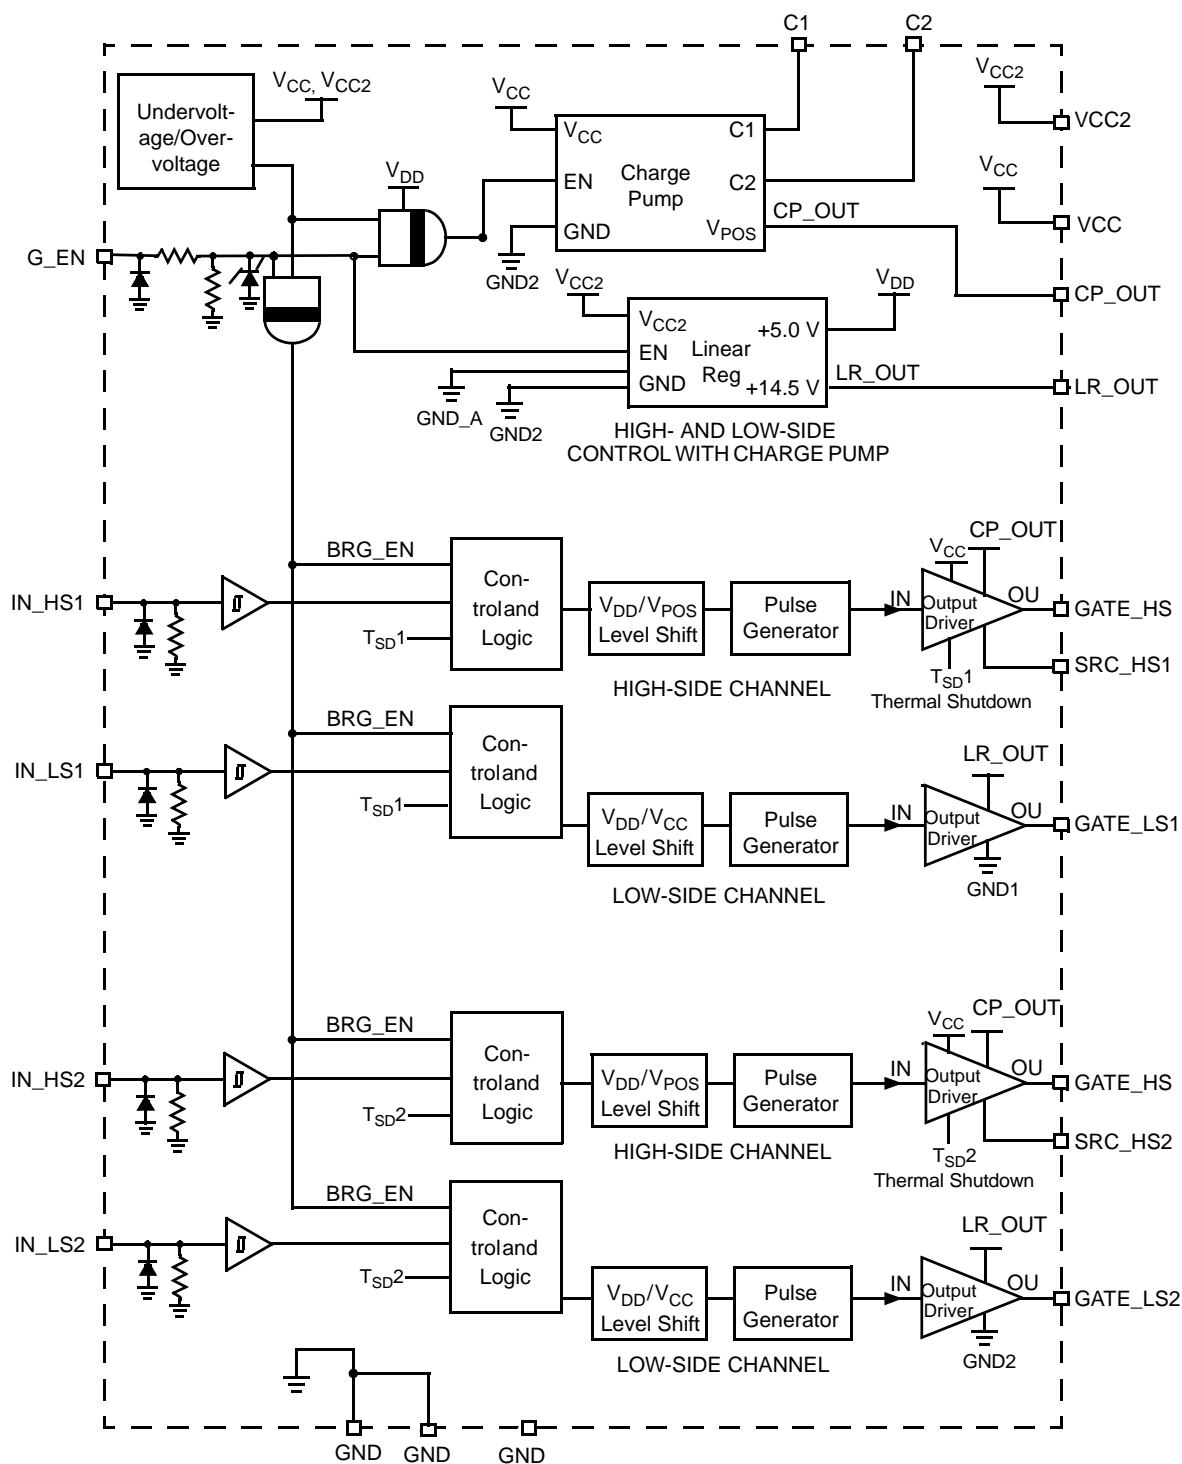 C1
C2
VCC, VCC2
Undervolt-
age/Over-
voltage
VDD
VCC
VCC
C1
EN
Charge
Pump
C2
GND
VPOS
CP_OUT
GND2
VCC2
VCC2
VCC
VCC
G_EN
CP_OUT
VCC2
VDD
VCC2
+5.0 V
EN
Linear
Reg
GND
+14.5 V
LR_OUT
LR_OUT
GND_A
GND2
HIGH- AND LOW-SIDE
CONTROL WITH CHARGE PUMP
IN_HS1
BRG_EN
TSD1
Con-
troland
Logic
VDD/VPOS
Level Shift
Pulse
Generator
IN
VCC
CP_OUT
Output
Driver
OU
GATE_HS
SRC_HS1
TSD1
Thermal Shutdown
HIGH-SIDE CHANNEL
IN_LS1
BRG_EN
TSD1
Con-
troland
Logic
VDD/VCC
Level Shift
Pulse
Generator
IN
LR_OUT
Output
Driver
OU
GATE_LS1
GND1
LOW-SIDE CHANNEL
IN_HS2
BRG_EN
TSD2
Con-
troland
Logic
VDD/VPOS
Level Shift
Pulse
Generator
IN
VCC
CP_OUT
Output
Driver
OU
GATE_HS
SRC_HS2
TSD2
Thermal Shutdown
HIGH-SIDE CHANNEL
IN_LS2
BRG_EN
TSD2
Con-
troland
Logic
VDD/VCC
Level Shift
Pulse
Generator
IN
LR_OUT
Output
Driver
OU
GATE_LS2
GND2
LOW-SIDE CHANNEL
GND
GND
GND